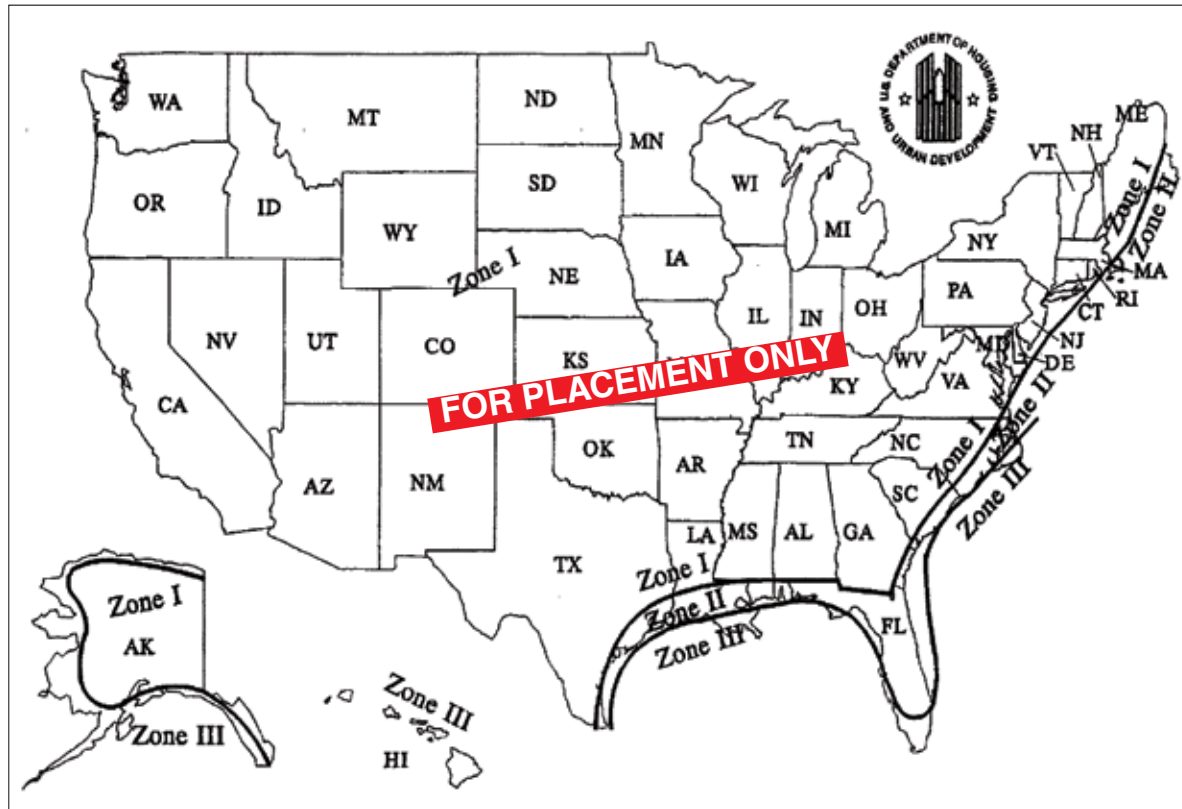 U.S. DEPARTMENT OF HOUSING
AND URBAN DEVELOPMENT
WA
MT
ND
MN
ME
NH
VT
OR
ID
SD
WI
WY
MI
NY
Zone I
Zone II
MA
RI
CT
Zone I
NE
IA
PA
NJ
NV
UT
CO
KS
IL
IN
OH
MD
DE
WV
VA
KY
CA
FOR PLACEMENT ONLY
AZ
NM
OK
AR
TN
NC
SC
Zone I
Zone II
Zone III
TX
LA
MS
AL
GA
Zone I
Zone II
Zone III
FL
Zone I
AK
Zone III
Zone III
HI